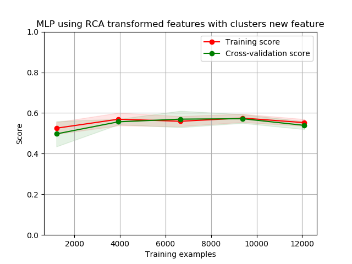 MLP using RCA transformed features with clusters new feature
Training score
Cross-validation score
Score
1.0
0.8
0.6
0.4
0.2
0.0
2000 4000 6000 8000 10000 12000
Training examples